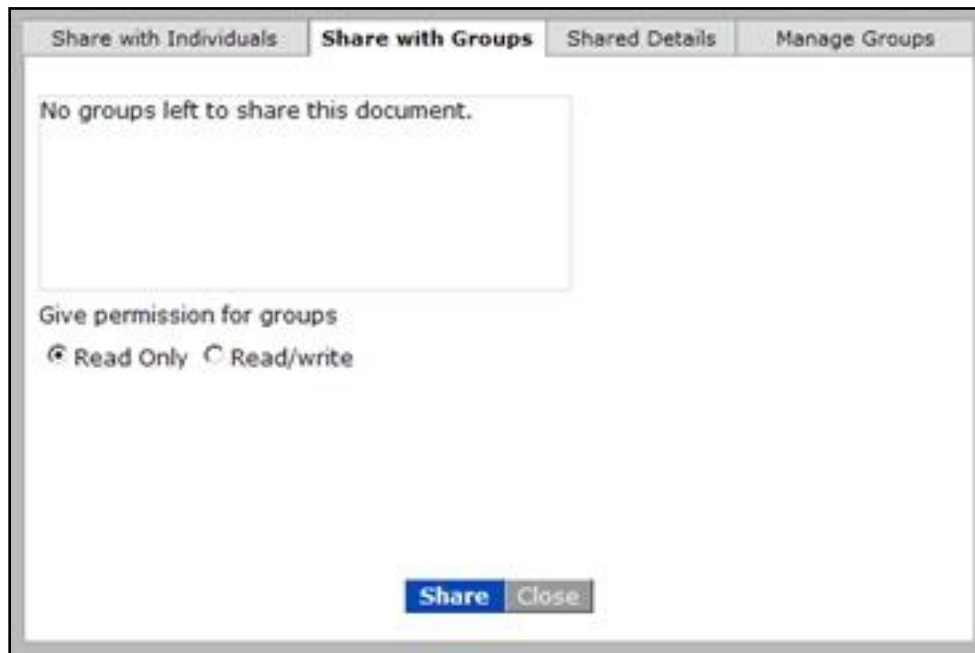 Share with Individuals Share with Groups Shared Details Manage Groups
No groups left to share this document.
Give permission for groups
Read Only Read/write
Share Close